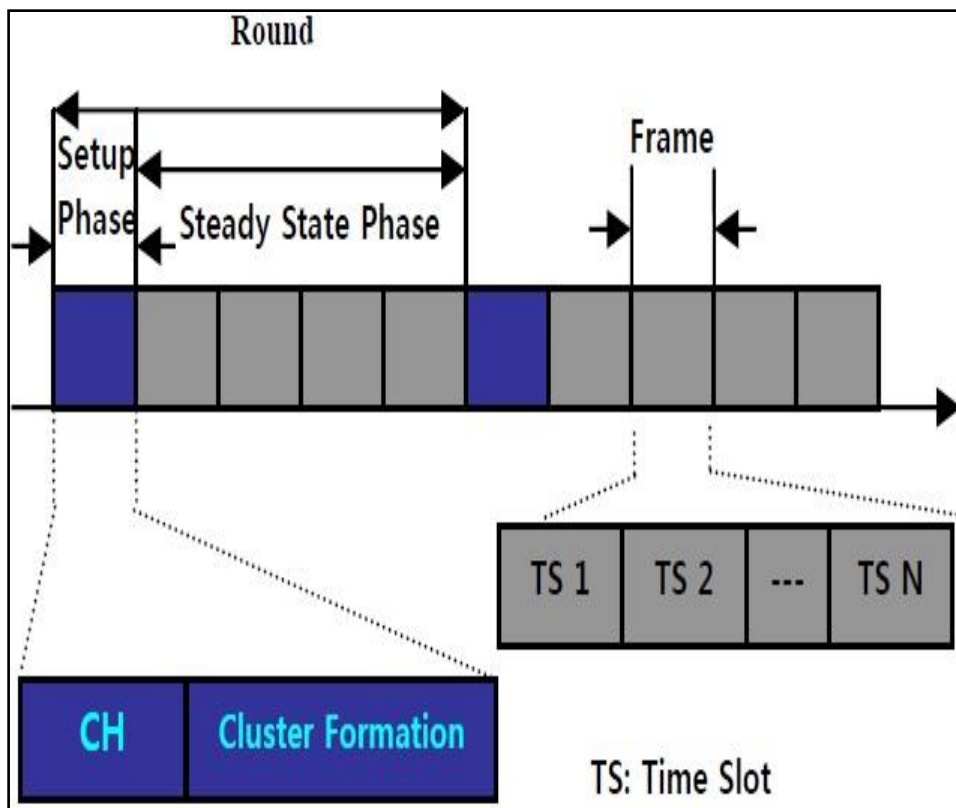 Round
Setup
Phase
Steady State Phase
Frame
TS 1
TS 2
---
TS N
CH
Cluster Formation
TS: Time Slot